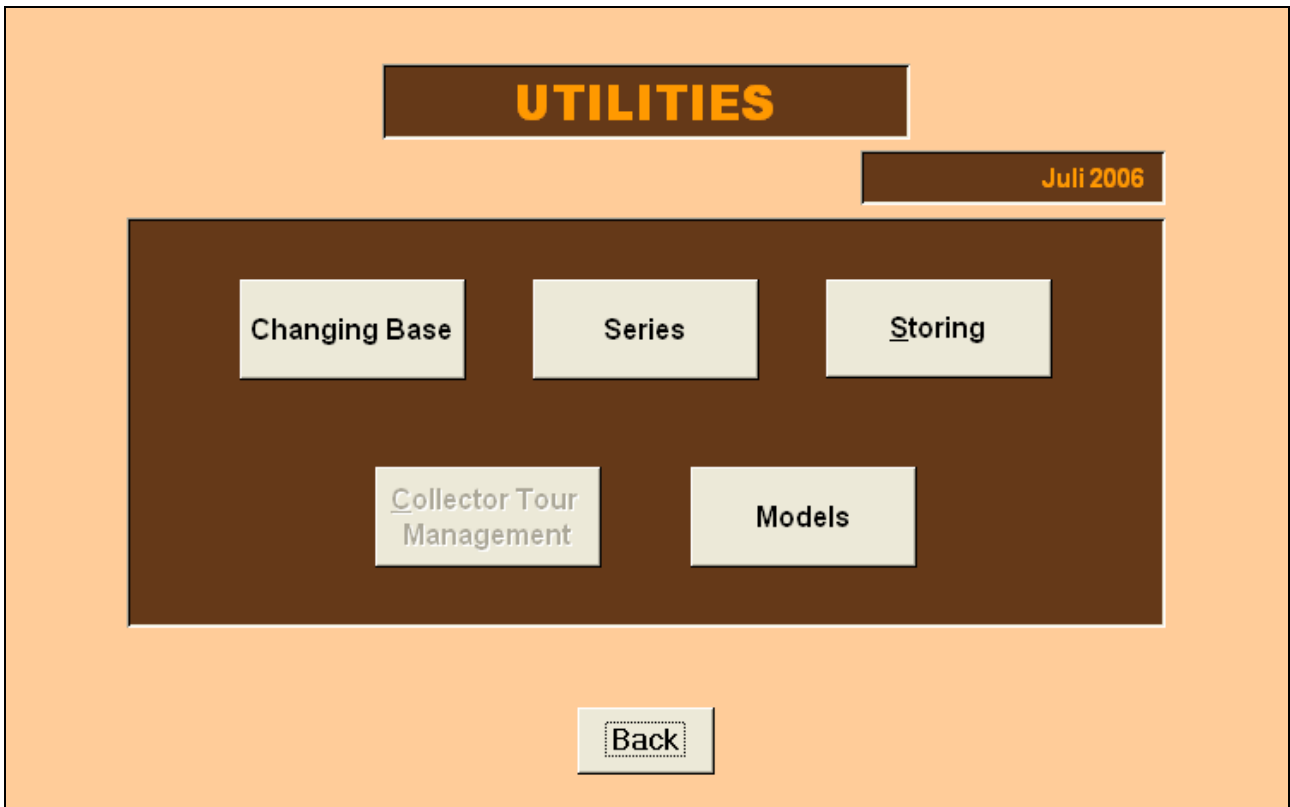 UTILITIES
Juli 2006
Changing Base
Series
Storing
Collector Tour
Management
Models
Back